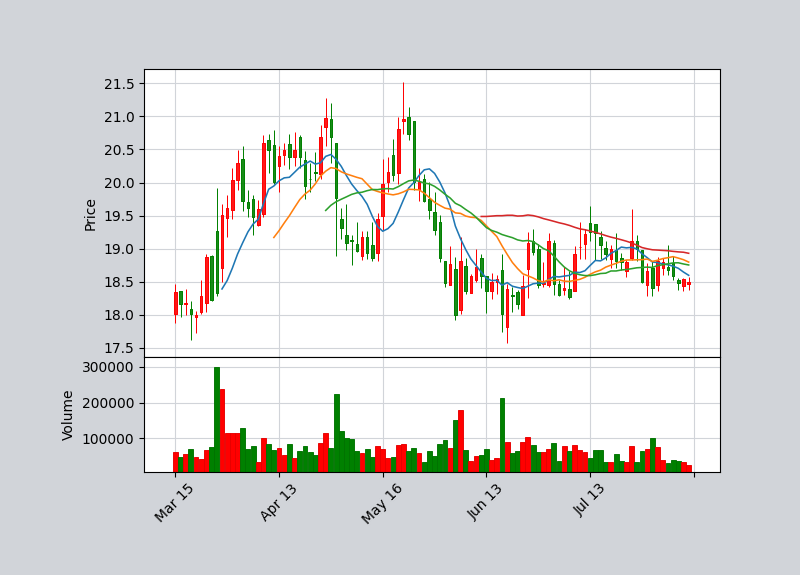 21.5
21.0
20.5
20.0
19.5
19.0
18.5
18.0
17.5
Price
300000
200000
100000
Volume
Mar 15
Apr 13
May 16
Jun 13
Jul 13